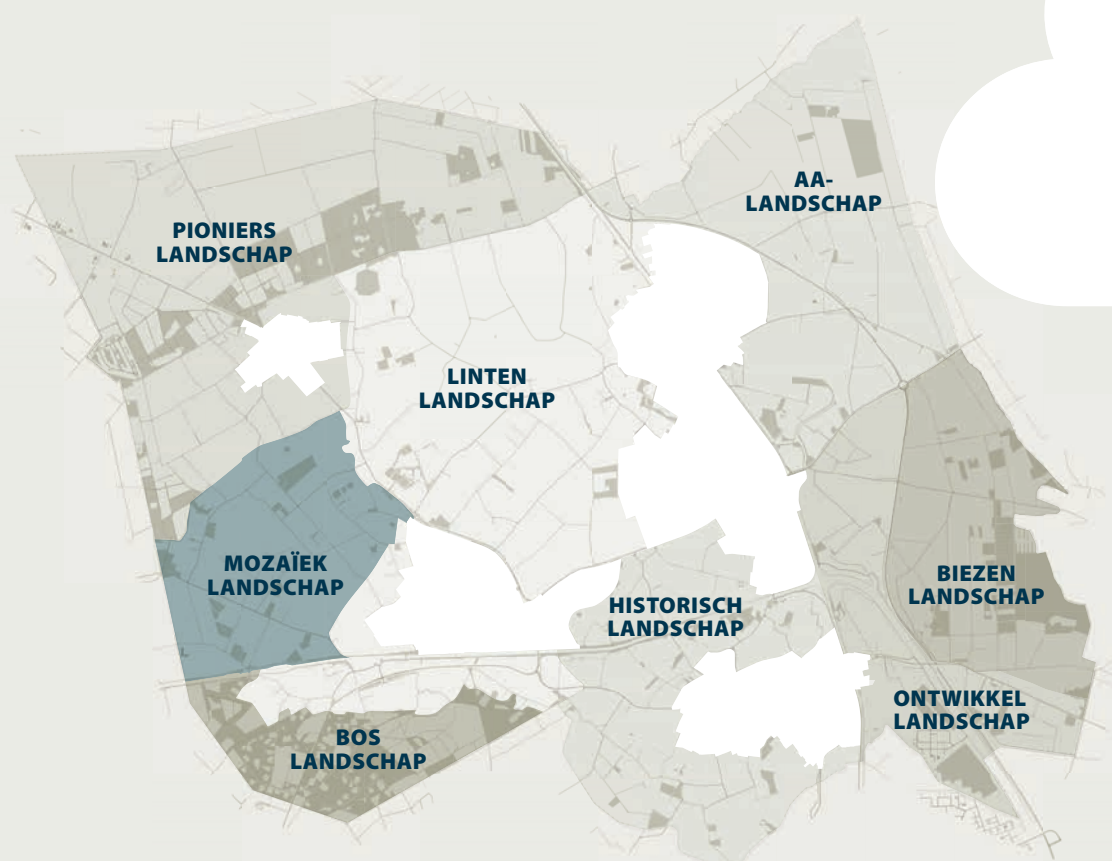 AA-
LANDSCHAP
PIONIERS
LANDSCHAP
LINTEN
LANDSCHAP
MOZAÏEK
LANDSCHAP
BIEZEN
LANDSCHAP
HISTORISCH
LANDSCHAP
ONTWIKKEL
LANDSCHAP
BOS
LANDSCHAP